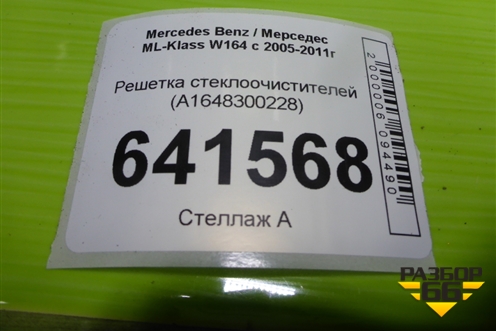 Mercedes Benz / Мерседес
ML-Klass W164 с 2005-2011г
Решетка стеклоочистителей
(A1648300228)
641568
Стеллаж А
2000006094490
РАЗБОР
66